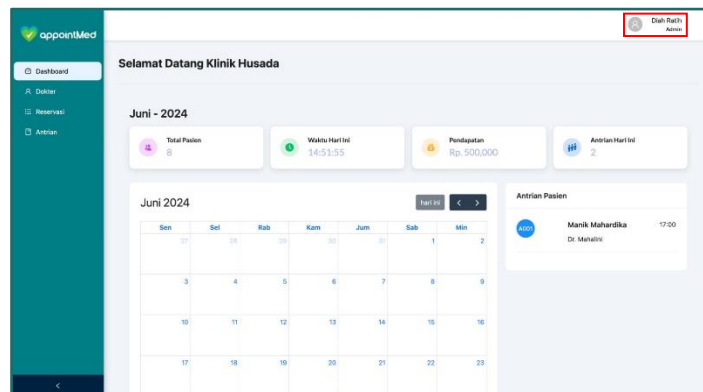 appointMed
Diah Ratih
Admin
Dashboard
Dokter
Reservasi
Antrian
Selamat Datang Klinik Husada
Juni - 2024
Total Pasien
8
Waktu Hari Ini
14:51:55
Pendapatan
Rp. 500,000
Antrian Hari Ini
2
Juni 2024
hari ini
Sen Sel Rab Kam Jum Sab Min
27 28 29 30 31 1 2
3 4 5 6 7 8 9
10 11 12 13 14 15 16
17 18 19 20 21 22 23
Antrian Pasien
A001
Manik Mahardika 17:00
Dr. Mahalini